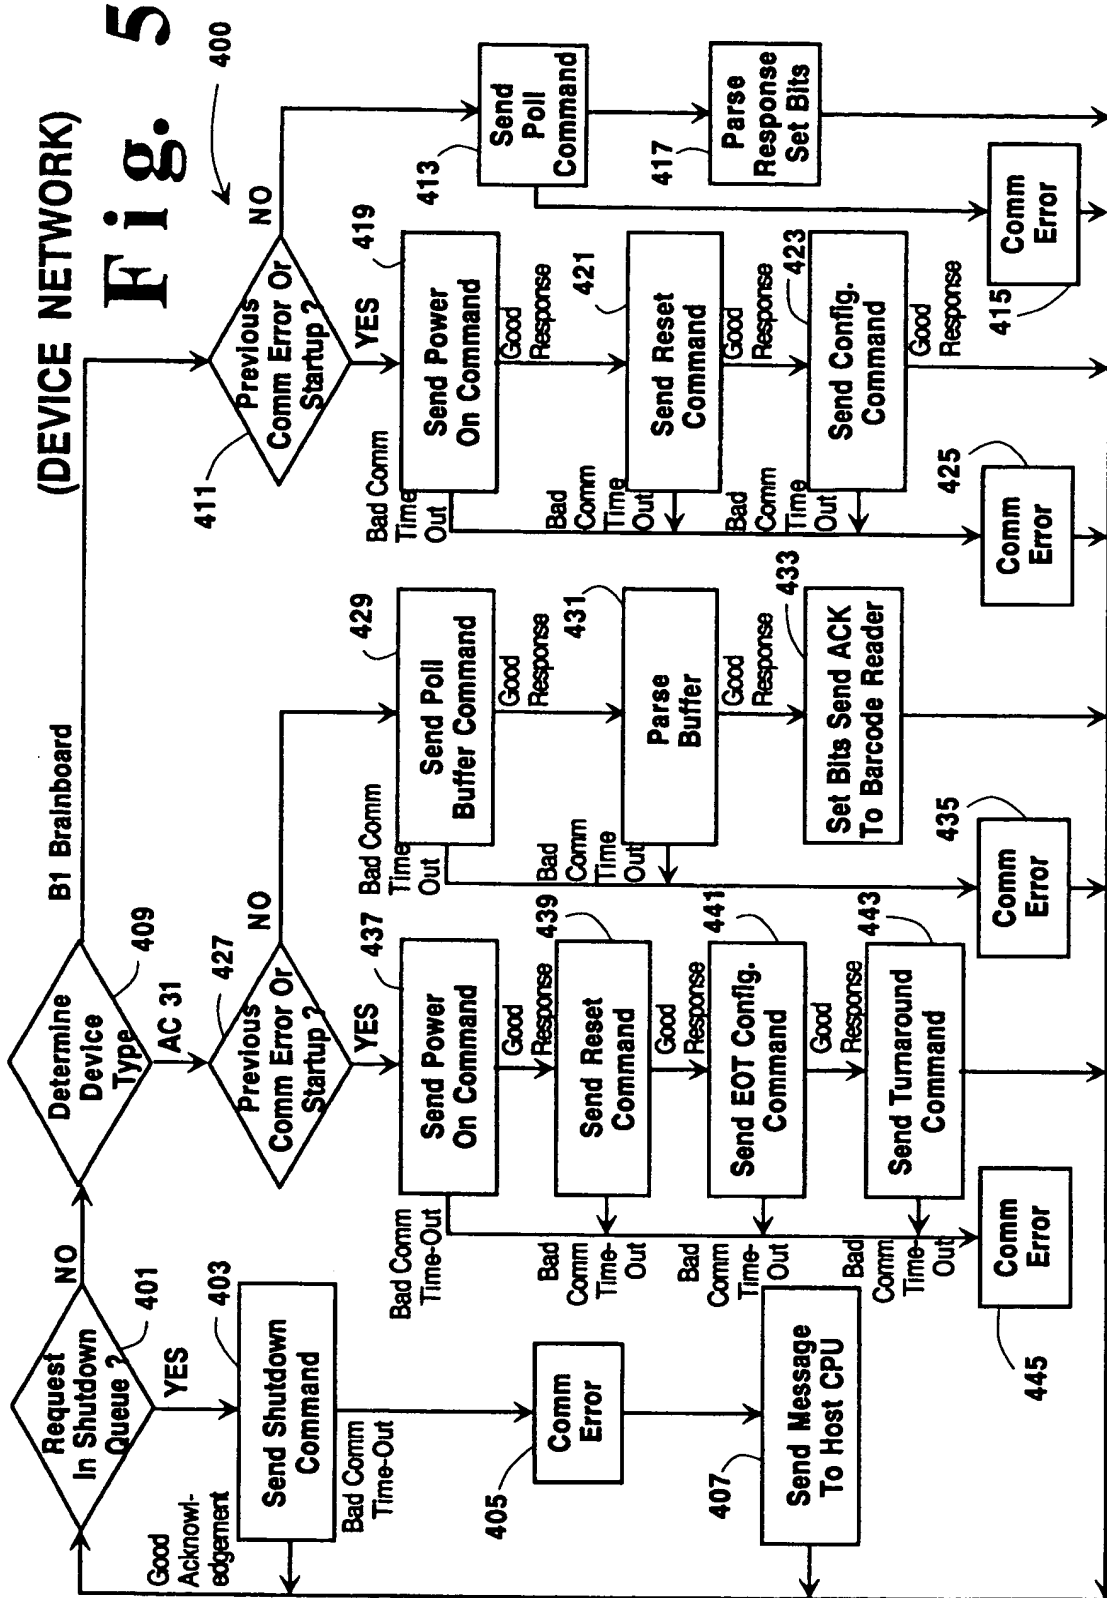 (DEVICE NETWORK)
Fig. 5
400
Request
In Shutdown
Queue ?
401
NO
YES
Good
Acknowl-
edgement
403
Send Shutdown
Command
Bad Comm
Time-Out
Comm
Error
405
Send Message
To Host CPU
407
Determine
Device
Type
409
B1 Brainboard
AC 31
Previous
Comm Error Or
Startup ?
427
NO
YES
437
Send Power
On Command
Bad Comm
Time-Out
Good
Response
439
Send Reset
Command
Bad
Comm
Time-
Out
Good
Response
441
Send EOT Config.
Command
Bad
Comm
Time-
Out
Good
Response
443
Send Turnaround
Command
Bad
Comm
Time-
Out
Comm
Error
445
429
Send Poll
Buffer Command
Bad Comm
Time
Out
Good
Response
431
Parse
Buffer
Bad
Comm
Time
Out
Good
Response
433
Set Bits Send ACK
To Barcode Reader
Comm
Error
435
Previous
Comm Error Or
Startup ?
411
NO
YES
419
Send Power
On Command
Bad Comm
Time
Out
Good
Response
421
Send Reset
Command
Bad
Comm
Time
Out
Good
Response
423
Send Config.
Command
Bad
Comm
Time
Out
Good
Response
Comm
Error
425
Send
Poll
Command
413
Parse
Response
Set Bits
417
Comm
Error
415